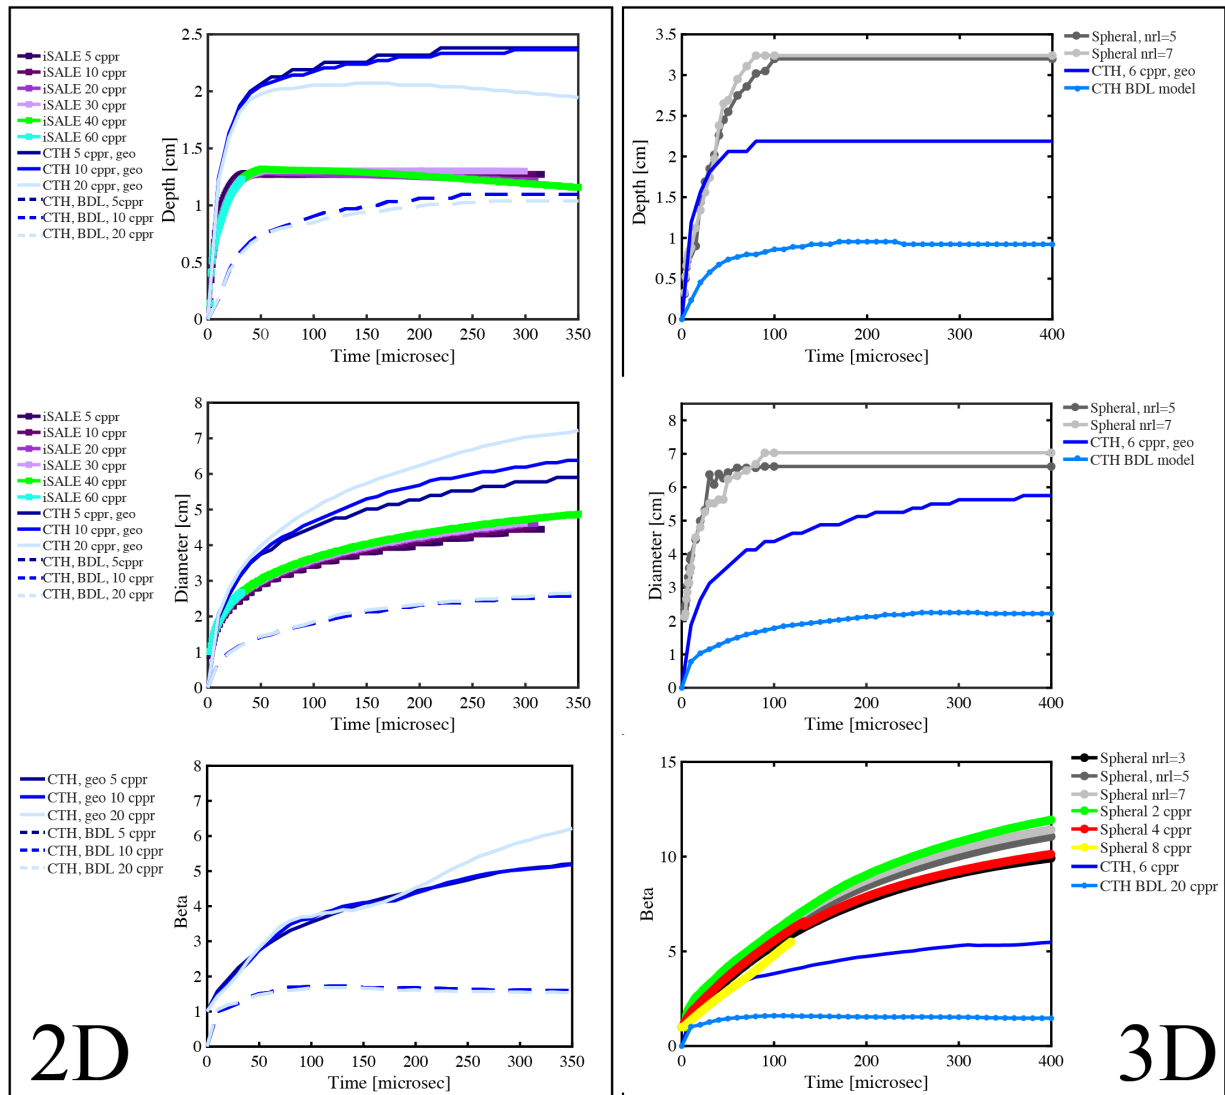 iSALE 5 cppr
iSALE 10 cppr
iSALE 20 cppr
iSALE 30 cppr
iSALE 40 cppr
iSALE 60 cppr
CTH 5 cppr, geo
CTH 10 cppr, geo
CTH 20 cppr, geo
CTH, BDL, 5cppr
CTH, BDL, 10 cppr
CTH, BDL, 20 cppr
Depth [cm]
2.5
2
1.5
1
0.5
0
0 50 100 150 200 250 300 350
Time [microsec]
iSALE 5 cppr
iSALE 10 cppr
iSALE 20 cppr
iSALE 30 cppr
iSALE 40 cppr
iSALE 60 cppr
CTH 5 cppr, geo
CTH 10 cppr, geo
CTH 20 cppr, geo
CTH, BDL, 5cppr
CTH, BDL, 10 cppr
CTH, BDL, 20 cppr
Diameter [cm]
8
7
6
5
4
3
2
1
0
0 50 100 150 200 250 300 350
Time [microsec]
CTH, geo 5 cppr
CTH, geo 10 cppr
CTH, geo 20 cppr
CTH, BDL 5 cppr
CTH, BDL 10 cppr
CTH, BDL 20 cppr
Beta
8
7
6
5
4
3
2
1
0
0 50 100 150 200 250 300 350
Time [microsec]
2D
Depth [cm]
3.5
3
2.5
2
1.5
1
0.5
0
0 100 200 300 400
Time [microsec]
Spheral, nrl=5
Spheral nrl=7
CTH, 6 cppr, geo
CTH BDL model
Diameter [cm]
8
7
6
5
4
3
2
1
0
0 100 200 300 400
Time [microsec]
Spheral, nrl=5
Spheral nrl=7
CTH, 6 cppr, geo
CTH BDL model
Beta
15
10
5
0
0 100 200 300 400
Time [microsec]
Spheral nrl=3
Spheral, nrl=5
Spheral nrl=7
Spheral 2 cppr
Spheral 4 cppr
Spheral 8 cppr
CTH, 6 cppr
CTH BDL 20 cppr
3D